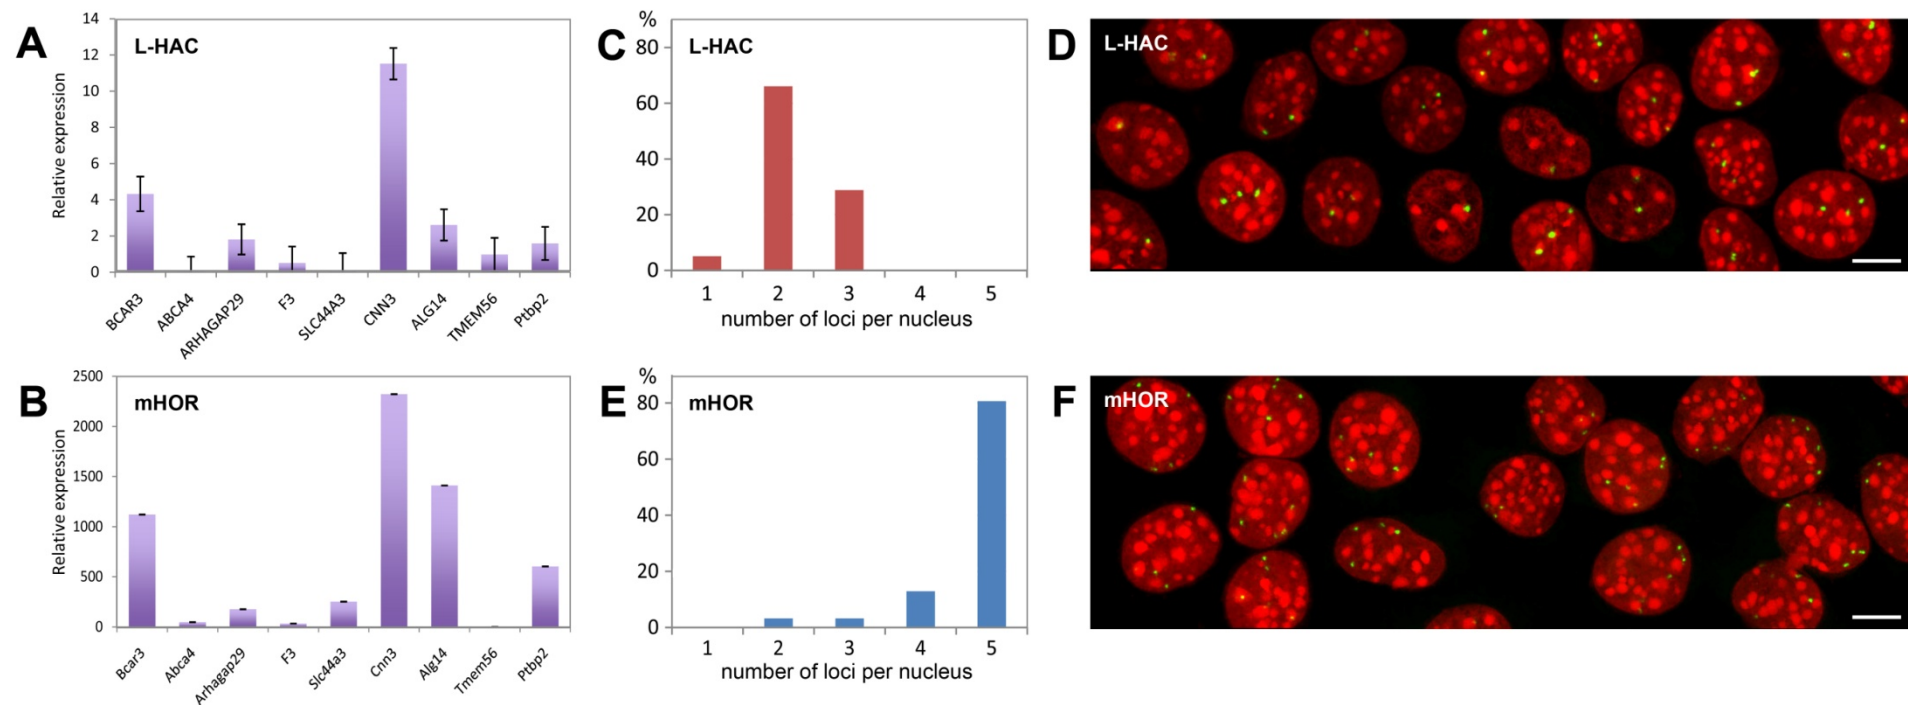 A
L-HAC
Relative expression
14
12
10
8
6
4
2
0
BCAR3
ABCA4
ARHAGAP29
F3
SLC44A3
CNN3
ALG14
TMEM56
Ptbp2
C
%
L-HAC
80
60
40
20
0
1 2 3 4 5
number of loci per nucleus
D
L-HAC
B
mHOR
Relative expression
2500
2000
1500
1000
500
0
Bcar3
Abca4
Arhagap29
F3
Slc44a3
Cnn3
Alg14
Tmem56
Ptbp2
E
%
mHOR
80
60
40
20
0
1 2 3 4 5
number of loci per nucleus
F
mHOR